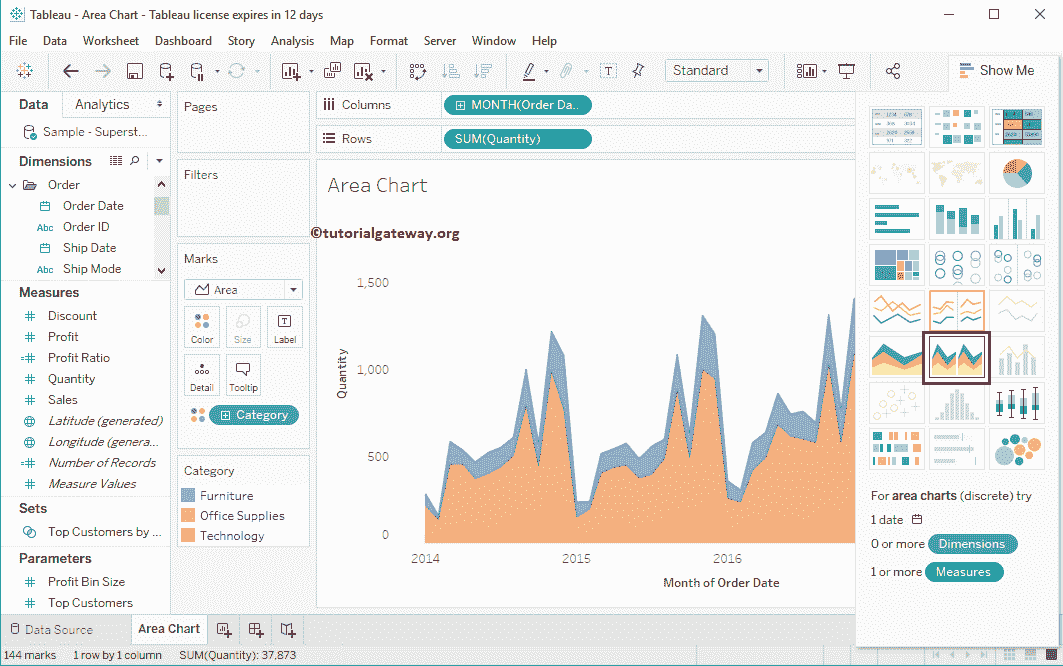 Tableau - Area Chart - Tableau license expires in 12 days
File Data Worksheet Dashboard Story Analysis Map Format Server Window Help
Standard
Show Me
Data Analytics
Sample - Superst...
Dimensions
Order
Order Date
Abc Order ID
Ship Date
Abc Ship Mode
Measures
Discount
Profit
Profit Ratio
Quantity
Sales
Latitude (generated)
Longitude (genera...
Number of Records
Measure Values
Sets
Top Customers by ...
Parameters
Profit Bin Size
Top Customers
Pages
Filters
Marks
Area
Color Size Label
Detail Tooltip
Category
Category
Furniture
Office Supplies
Technology
Columns MONTH(Order Da..
Rows SUM(Quantity)
Area Chart
©tutorialgateway.org
1,500
1,000
500
0
Quantity
2014 2015 2016
Month of Order Date
For area charts (discrete) try
1 date
0 or more Dimensions
1 or more Measures
Data Source Area Chart
144 marks 1 row by 1 column SUM(Quantity): 37,873